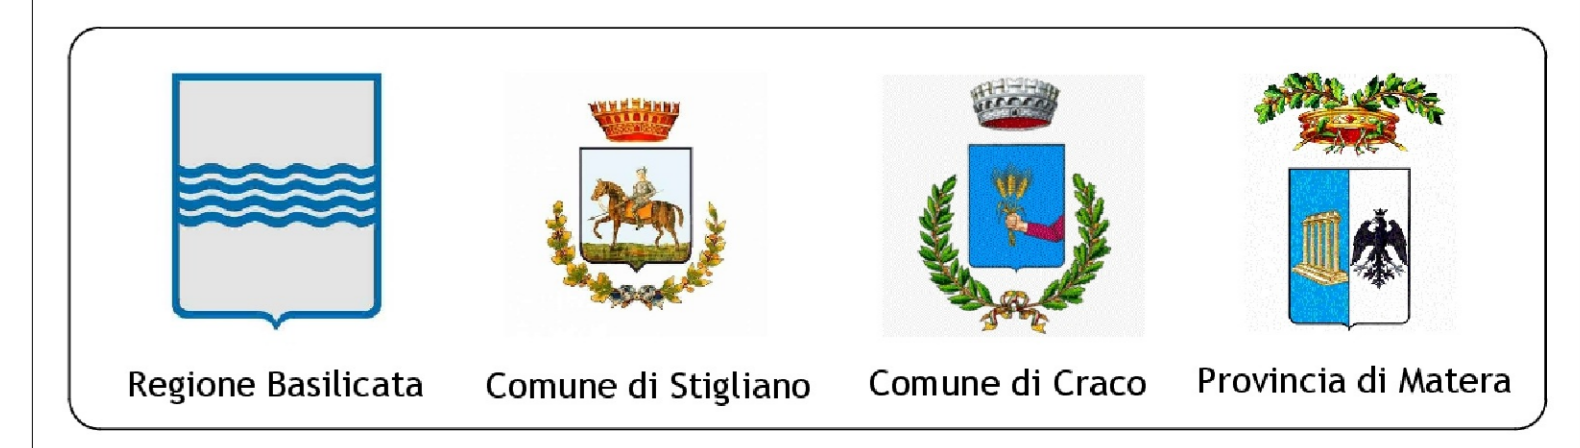 Regione Basilicata
Comune di Stigliano
Comune di Craco
Provincia di Matera